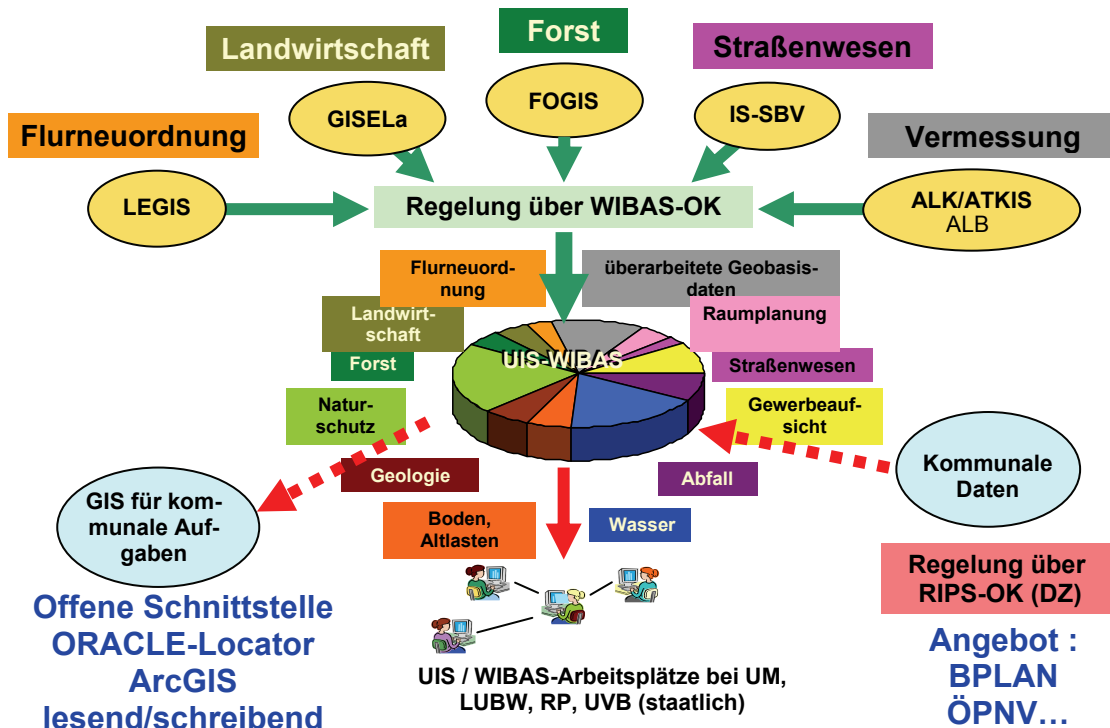 Forst
Landwirtschaft
Straßenwesen
FOGIS
GISELa
IS-SBV
Flurneuordnung
Vermessung
LEGIS
Regelung über WIBAS-OK
ALK/ATKIS
ALB
Flurneuord-
nung
überarbeitete Geobasis-
daten
Landwirt-
schaft
Raumplanung
UIS-WIBAS
Forst
Straßenwesen
Natur-
schutz
Gewerbeauf-
sicht
Geologie
Abfall
Kommunale
Daten
GIS für kom-
munale Auf-
gaben
Boden,
Altlasten
Wasser
Regelung über
RIPS-OK (DZ)
Offene Schnittstelle
ORACLE-Locator
ArcGIS
lesend/schreibend
UIS / WIBAS-Arbeitsplätze bei UM,
LUBW, RP, UVB (staatlich)
Angebot :
BPLAN
ÖPNV…